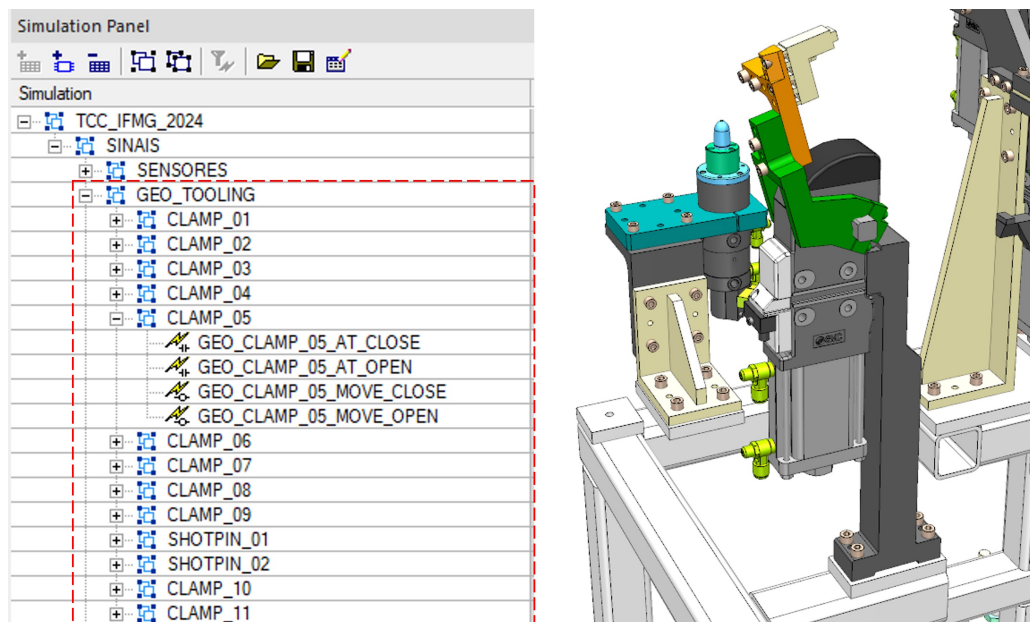 Simulation Panel
Simulation
TCC_IFMG_2024
SINAIS
SENSORES
GEO_TOOLING
CLAMP_01
CLAMP_02
CLAMP_03
CLAMP_04
CLAMP_05
GEO_CLAMP_05_AT_CLOSE
GEO_CLAMP_05_AT_OPEN
GEO_CLAMP_05_MOVE_CLOSE
GEO_CLAMP_05_MOVE_OPEN
CLAMP_06
CLAMP_07
CLAMP_08
CLAMP_09
SHOTPIN_01
SHOTPIN_02
CLAMP_10
CLAMP_11